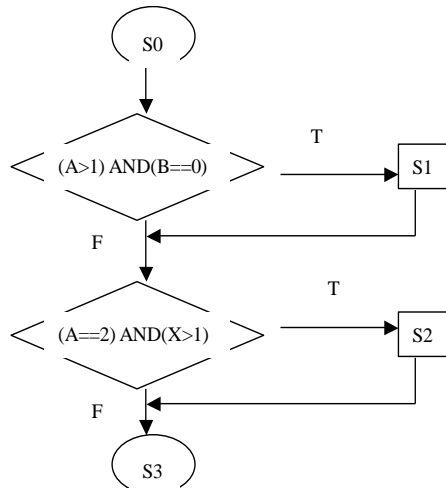 S0
(A>1) AND(B==0)
T
S1
F
(A==2) AND(X>1)
T
S2
F
S3